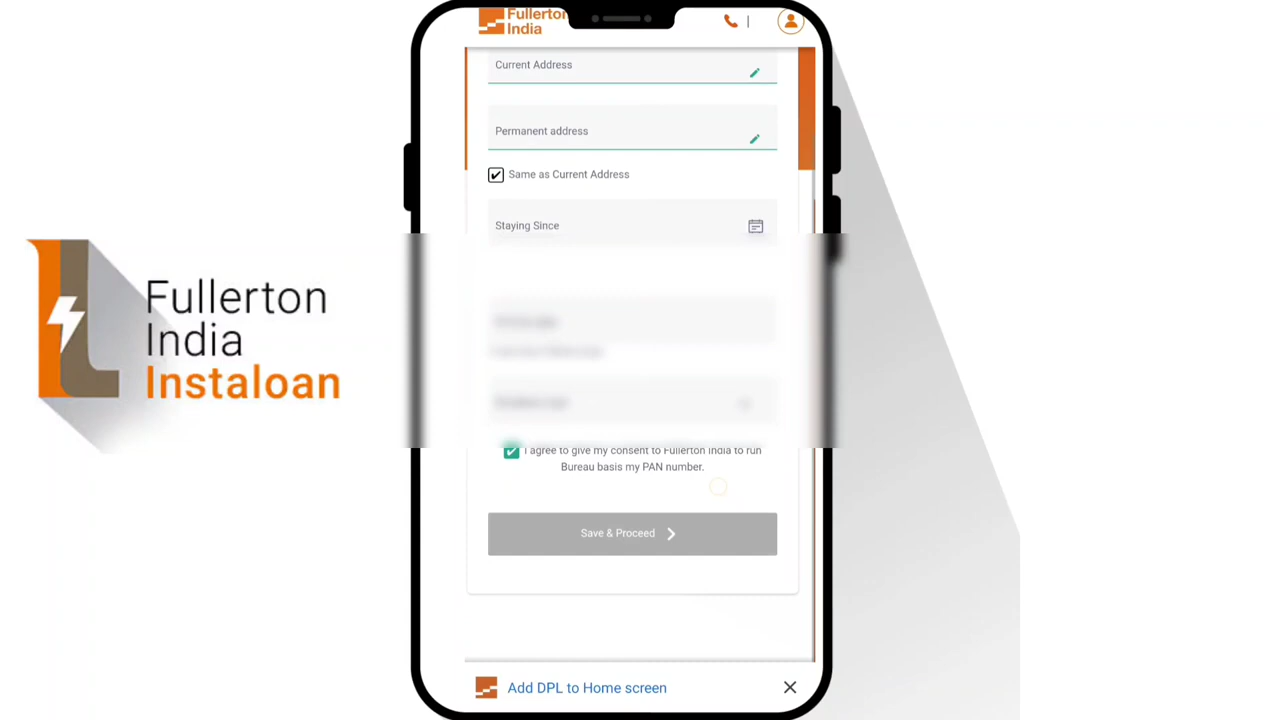 Fullerton
India
Current Address
Permanent address
Same as Current Address
Staying Since
Fullerton
India
Instaloan
I agree to give my consent to Fullerton India to run
Bureau basis my PAN number.
Save & Proceed
Add DPL to Home screen